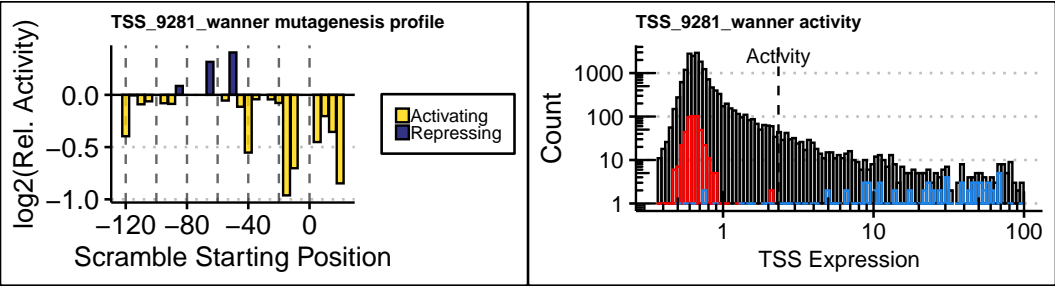 TSS_9281_wanner mutagenesis profile
log2(Rel. Activity)
0.0
−0.5
−1.0
−120
−80
−40
0
Scramble Starting Position
Activating
Repressing
TSS_9281_wanner activity
Activity
Count
1000
100
10
1
1
10
100
TSS Expression